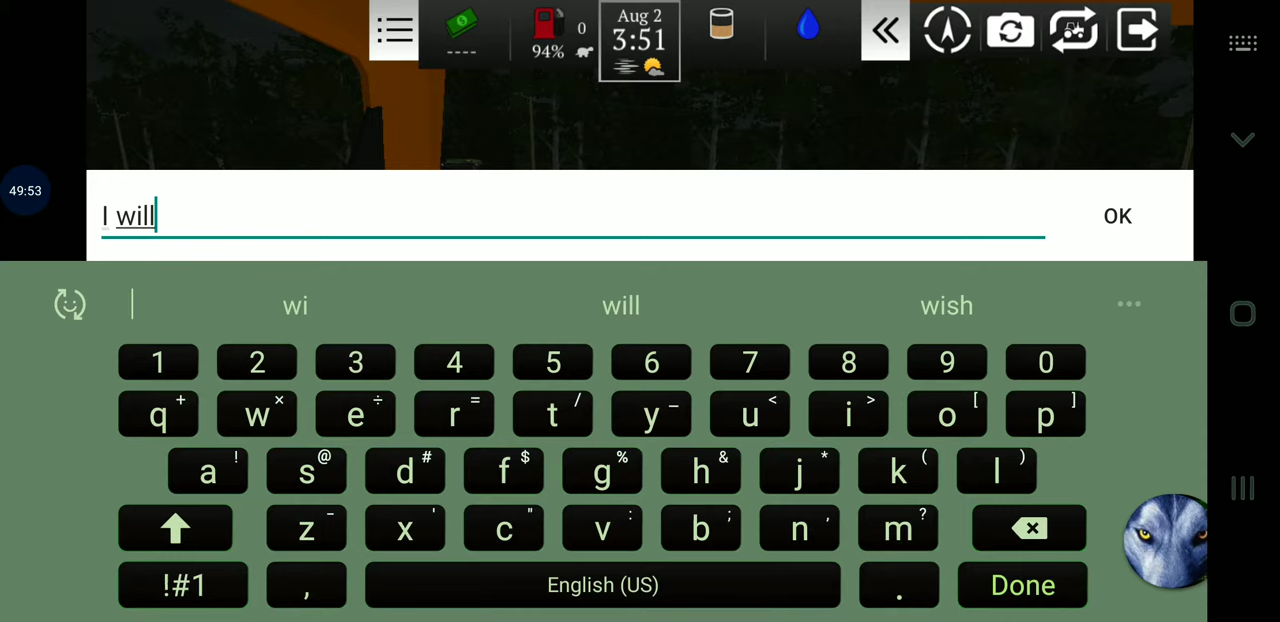 0
94%
Aug 2
3:51
49:53
I will
OK
wi will wish
1 2 3 4 5 6 7 8 9 0
q + w × e ÷ r = t / y _ u < i > o [ p ]
a ! s @ d # f $ g % h & j * k ( l )
z - x ' c " v : b ; n , m ?
!#1 , English (US) . Done